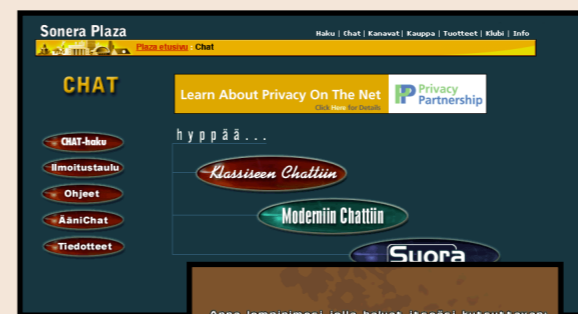 Sonera Plaza
Haku | Chat | Kanavat | Kauppa | Tuotteet | Klubi | Info
Plaza etusivu : Chat
CHAT
Learn About Privacy On The Net
Click Here for Details
Privacy
Partnership
hyppää...
CHAT-haku
Ilmoitustaulu
Ohjeet
ÄäniChat
Tiedotteet
Klassiseen Chattiin
Moderniin Chattiin
Suora